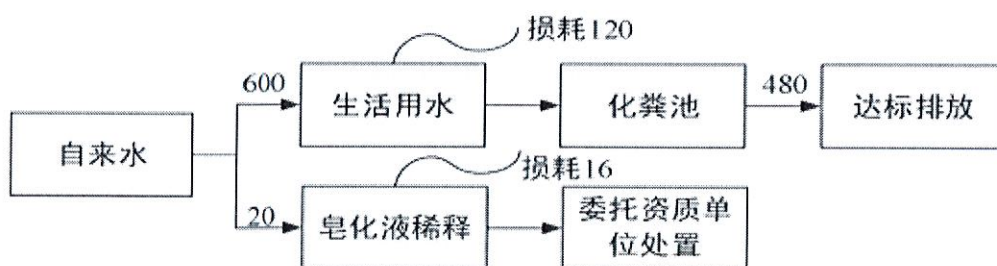 损耗120
600
生活用水
化粪池
480
达标排放
自来水
损耗16
20
皂化液稀释
委托资质单
位处置